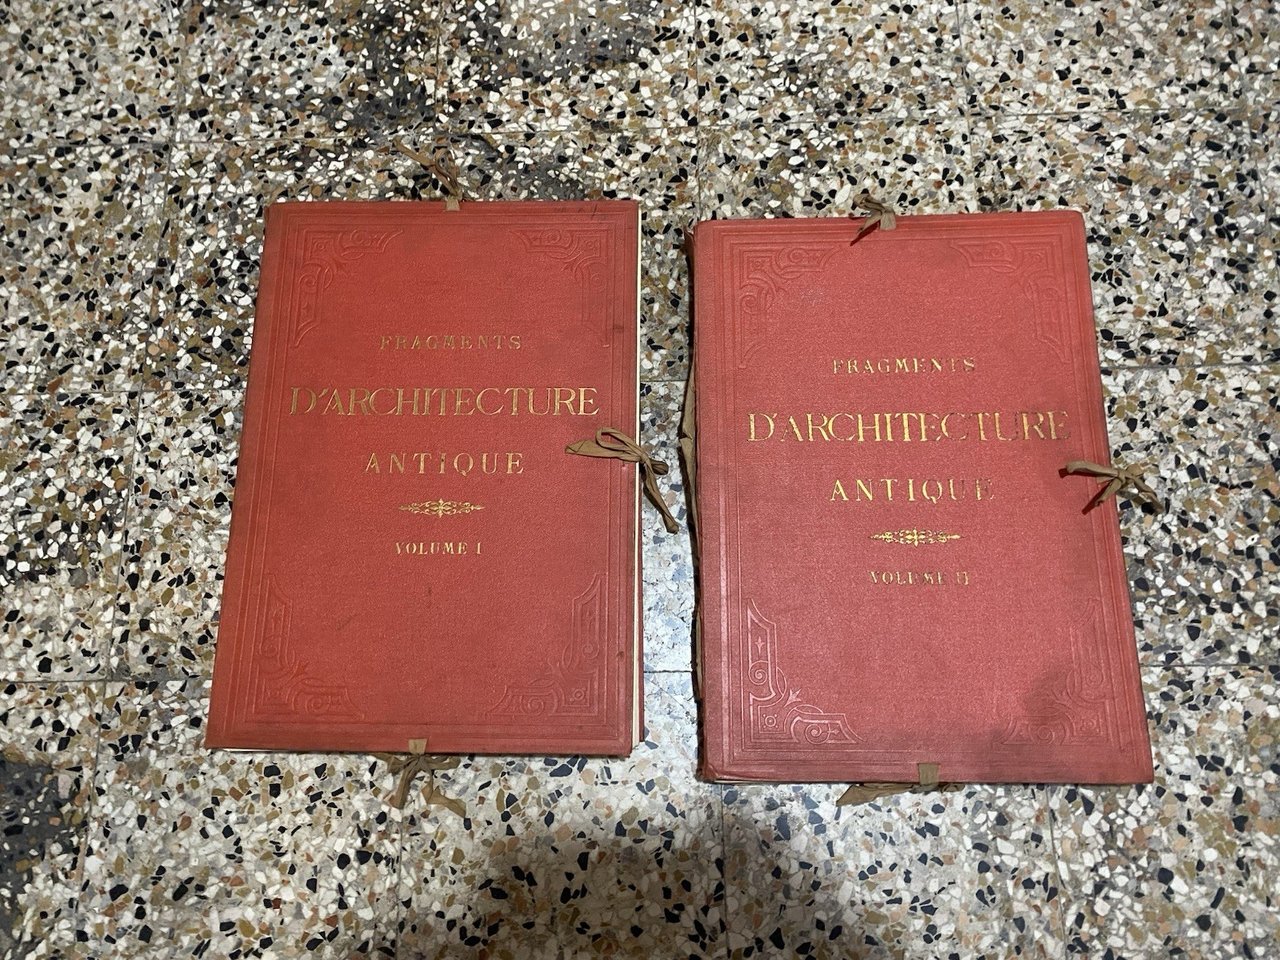 FRAGMENTS
D'ARCHITECTURE
ANTIQUE
VOLUME I
FRAGMENTS
D'ARCHITECTURE
ANTIQUE
VOLUME II